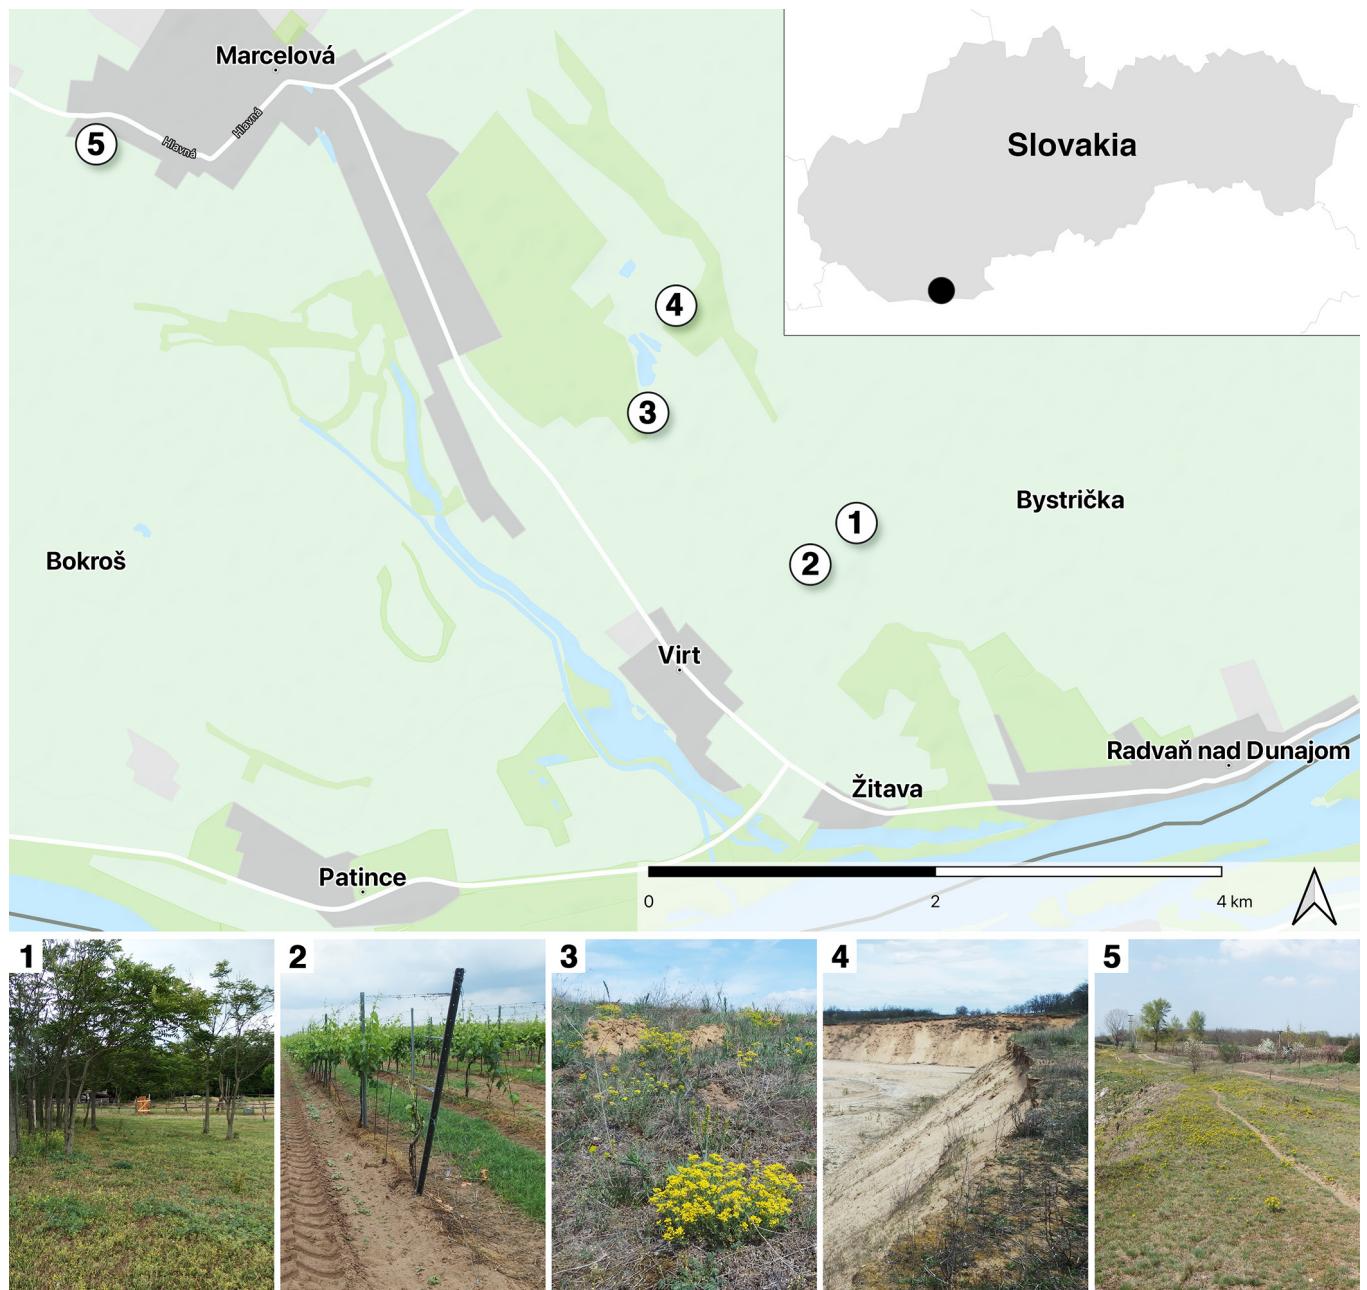 Marcelová
Hlavná
Hlavná
5
Slovakia
4
3
Bystrička
1
2
Bokroš
Virt
Radvaň nad Dunajom
Žitava
Patince
0
2
4 km
1
2
3
4
5